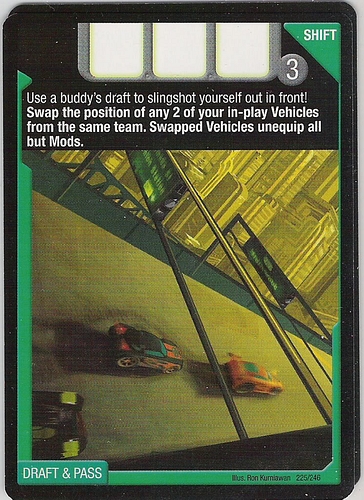 SHIFT
3
Use a buddy's draft to slingshot yourself out in front!
Swap the position of any 2 of your in-play Vehicles
from the same team. Swapped Vehicles unequip all
but Mods.
DRAFT & PASS
Illus. Ron Kurniawan 225/246